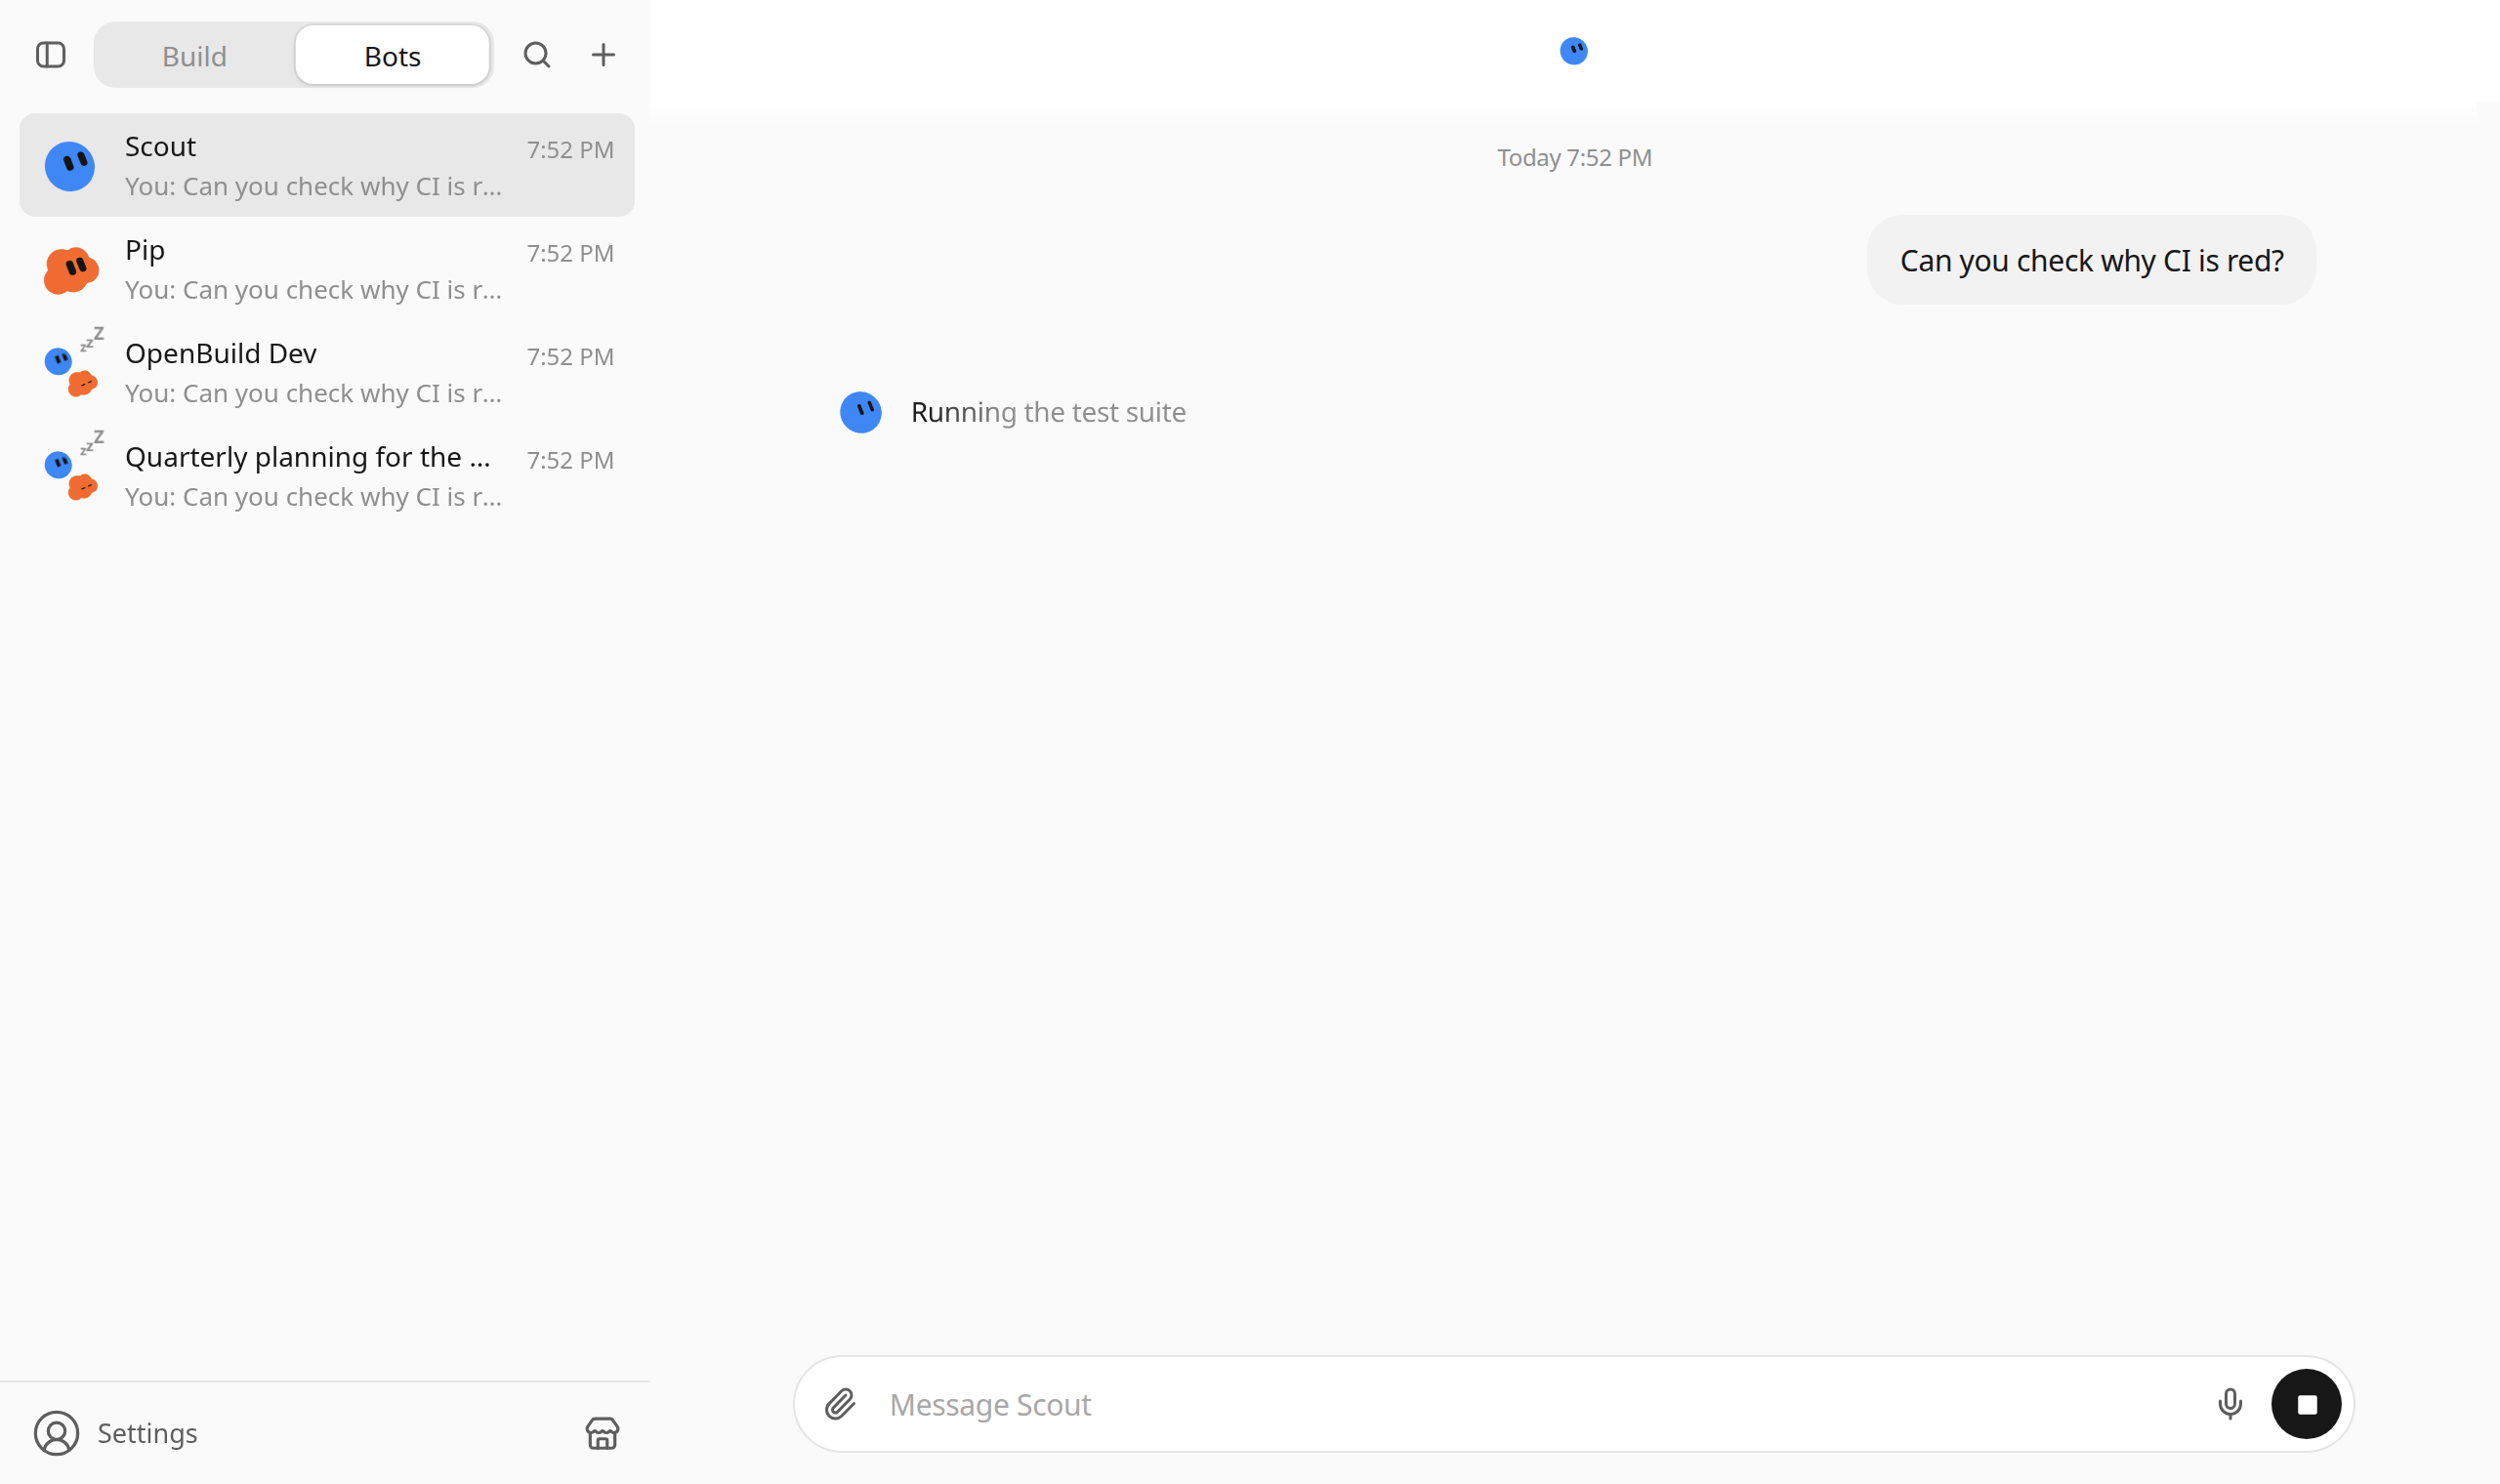 Build
Bots
Scout
7:52 PM
You: Can you check why CI is r...
Pip
7:52 PM
You: Can you check why CI is r...
zzZ
OpenBuild Dev
7:52 PM
You: Can you check why CI is r...
zzZ
Quarterly planning for the ...
7:52 PM
You: Can you check why CI is r...
Settings
Today 7:52 PM
Can you check why CI is red?
Running the test suite
Message Scout